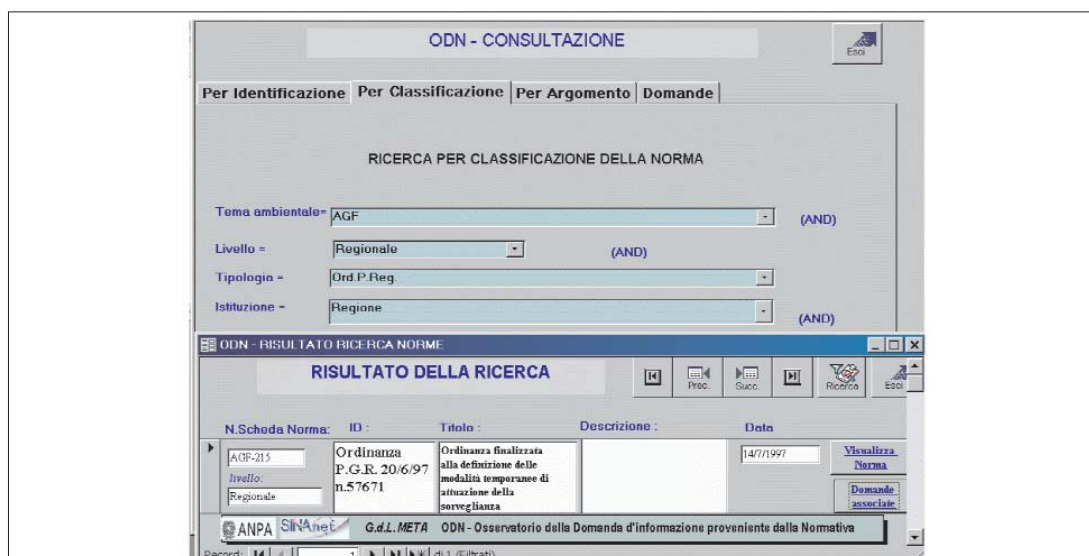 ODN - CONSULTAZIONE
Esci
Per Identificazione Per Classificazione Per Argomento Domande
RICERCA PER CLASSIFICAZIONE DELLA NORMA
Tema ambientale= AGF (AND)
Livello = Regionale (AND)
Tipologia = Ord.P.Reg.
Istituzione = Regione (AND)
ODN - RISULTATO RICERCA NORME
RISULTATO DELLA RICERCA
Prec. Succ. Ricerca Esci
N.Scheda Norma: ID : Titolo : Descrizione : Data
AGF-215
livello:
Regionale
Ordinanza
P.G.R. 20/6/97
n.57671
Ordinanza finalizzata
alla definizione delle
modalità temporanee di
attuazione della
sorveglianza
14/7/1997
Visualizza
Norma
Domande
associate
ANPA SINAnet G.d.L. META ODN - Osservatorio della Domanda d'informazione proveniente dalla Normativa
Record: 1 di 1 (Filtrati)